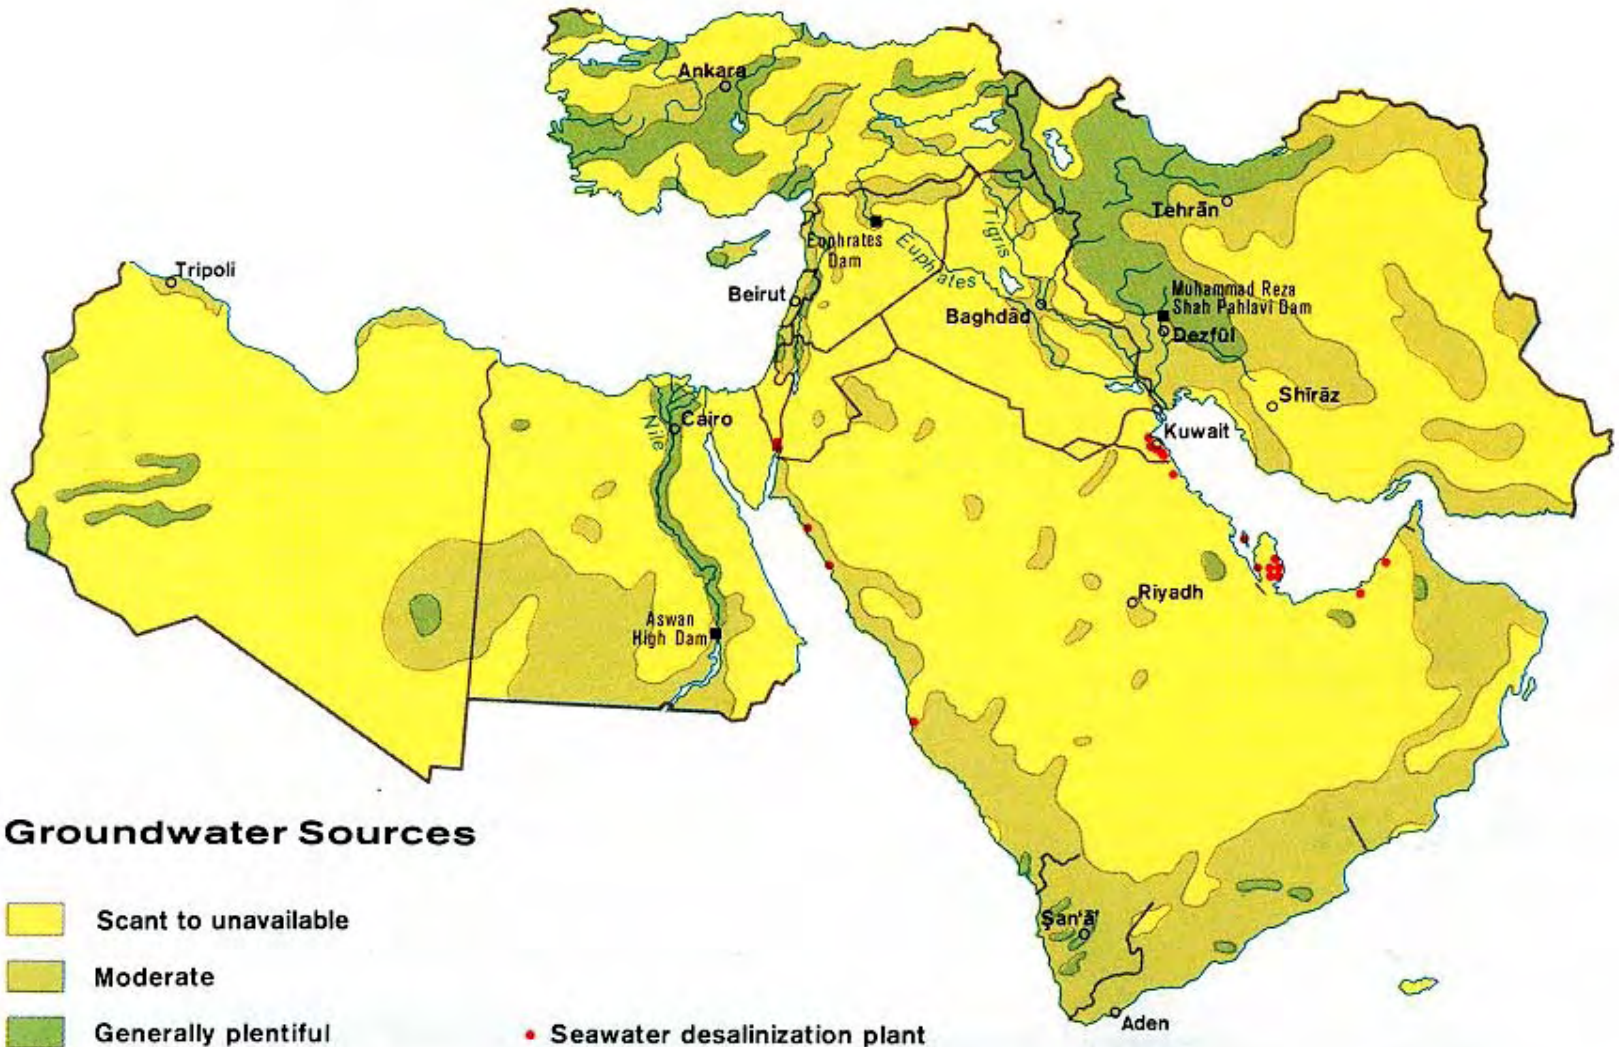 Ankara
Tehrān
Tigris
Euphrates
Dam
Euphrates
Tripoli
Beirut
Baghdād
Muhammad Reza
Shah Pahlavī Dam
Dezfūl
Shīrāz
Cairo
Nile
Kuwait
Riyadh
Aswan
High Dam
Groundwater Sources
Scant to unavailable
Şan'ā'
Moderate
Generally plentiful
Seawater desalinization plant
Aden